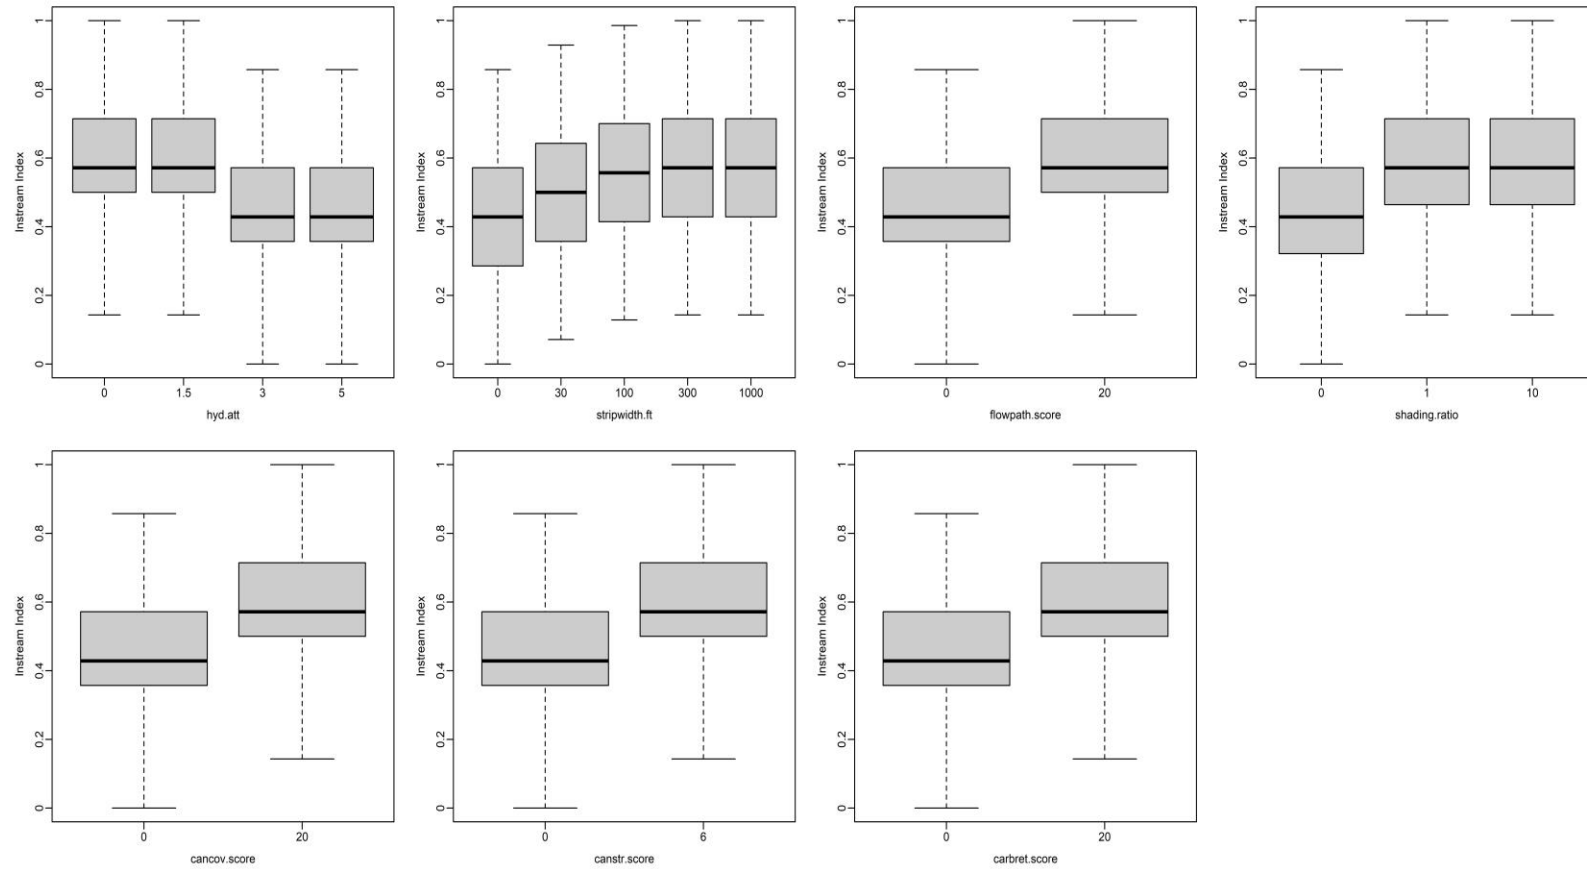 Instream Index
0 0.2 0.4 0.6 0.8 1
0 1.5 3 5
hyd.att
Instream Index
0 0.2 0.4 0.6 0.8 1
0 30 100 300 1000
stripwidth.ft
Instream Index
0 0.2 0.4 0.6 0.8 1
0 20
flowpath.score
Instream Index
0 0.2 0.4 0.6 0.8 1
0 1 10
shading.ratio
Instream Index
0 0.2 0.4 0.6 0.8 1
0 20
cancov.score
Instream Index
0 0.2 0.4 0.6 0.8 1
0 6
canstr.score
Instream Index
0 0.2 0.4 0.6 0.8 1
0 20
carbret.score